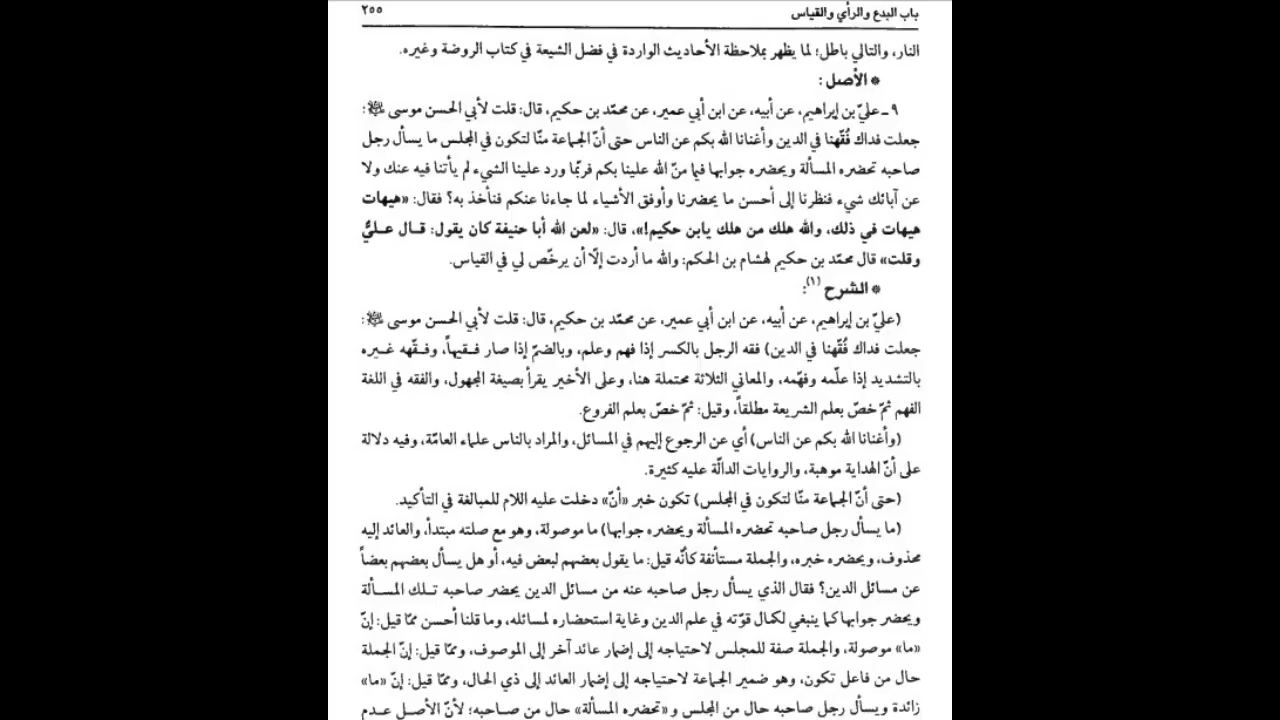 باب البدع والرأي والقياس ٢٥٥
النار، والتالي باطل؛ لما يظهر بملاحظة الأحاديث الواردة في فضل الشيعة في كتاب الروضة وغيره.
* الأصل:
٩ ـ عليّ بن إبراهيم، عن أبيه، عن ابن أبي عمير، عن محمّد بن حكيم، قال: قلت لأبي الحسن موسى ﷺ:
جعلت فداك فُقّهنا في الدين وأغنانا الله بكم عن الناس حتى أنّ الجماعة منّا لتكون في المجلس ما يسأل رجل
صاحبه تحضره المسألة ويحضره جوابها فيما منّ الله علينا بكم فربّما ورد علينا الشيء لم يأتنا فيه عنك ولا
عن آبائك شيء فنظرنا إلى أحسن ما يحضرنا وأوفق الأشياء لما جاءنا عنكم فنأخذ به؟ فقال: «هيهات
هيهات في ذلك، والله هلك من هلك يابن حكيم!»، قال: «لعن الله أبا حنيفة كان يقول: قـال عـليٌّ
وقلت» قال محمّد بن حكيم لهشام بن الحكم: والله ما أردت إلّا أن يرخّص لي في القياس.
* الشرح (١):
(عليّ بن إبراهيم، عن أبيه، عن ابن أبي عمير، عن محمّد بن حكيم، قال: قلت لأبي الحسن موسى ﷺ:
جعلت فداك فُقّهنا في الدين) فقه الرجل بالكسر إذا فهم وعلم، وبالضمّ إذا صار فـقيهاً، وفـقّهه غـيره
بالتشديد إذا علّمه وفهّمه، والمعاني الثلاثة محتملة هنا، وعلى الأخير يقرأ بصيغة المجهول، والفقه في اللغة
الفهم ثمّ خصّ بعلم الشريعة مطلقاً، وقيل: ثمّ خصّ بعلم الفروع.
(وأغنانا الله بكم عن الناس) أي عن الرجوع إليهم في المسائل، والمراد بالناس علماء العامّة، وفيه دلالة
على أنّ الهداية موهبة، والروايات الدالّة عليه كثيرة.
(حتى أنّ الجماعة منّا لتكون في المجلس) تكون خبر «أنّ» دخلت عليه اللام للمبالغة في التأكيد.
(ما يسأل رجل صاحبه تحضره المسألة ويحضره جوابها) ما موصولة، وهو مع صلته مبتدأ، والعائد إليه
محذوف، ويحضره خبره، والجملة مستأنفة كأنّه قيل: ما يقول بعضهم لبعض فيه، أو هل يسأل بعضهم بعضاً
عن مسائل الدين؟ فقال الذي يسأل رجل صاحبه عنه من مسائل الدين يحضر صاحبه تـلـك المسـألة
ويحضر جوابها كما ينبغي لكمال قوّته في علم الدين وغاية استحضاره لمسائله، وما قلنا أحسن ممّا قيل: إنّ
«ما» موصولة، والجملة صفة للمجلس لاحتياجه إلى إضمار عائد آخر إلى الموصوف، وممّا قيل: إنّ الجملة
حال من فاعل تكون، وهو ضمير الجماعة لاحتياجه إلى إضمار العائد إلى ذي الحال، وممّا قيل: إنّ «ما»
زائدة ويسأل رجل صاحبه حال من المجلس و«تحضره المسألة» حال من صـاحبه؛ لأنّ الأصـل عـدم